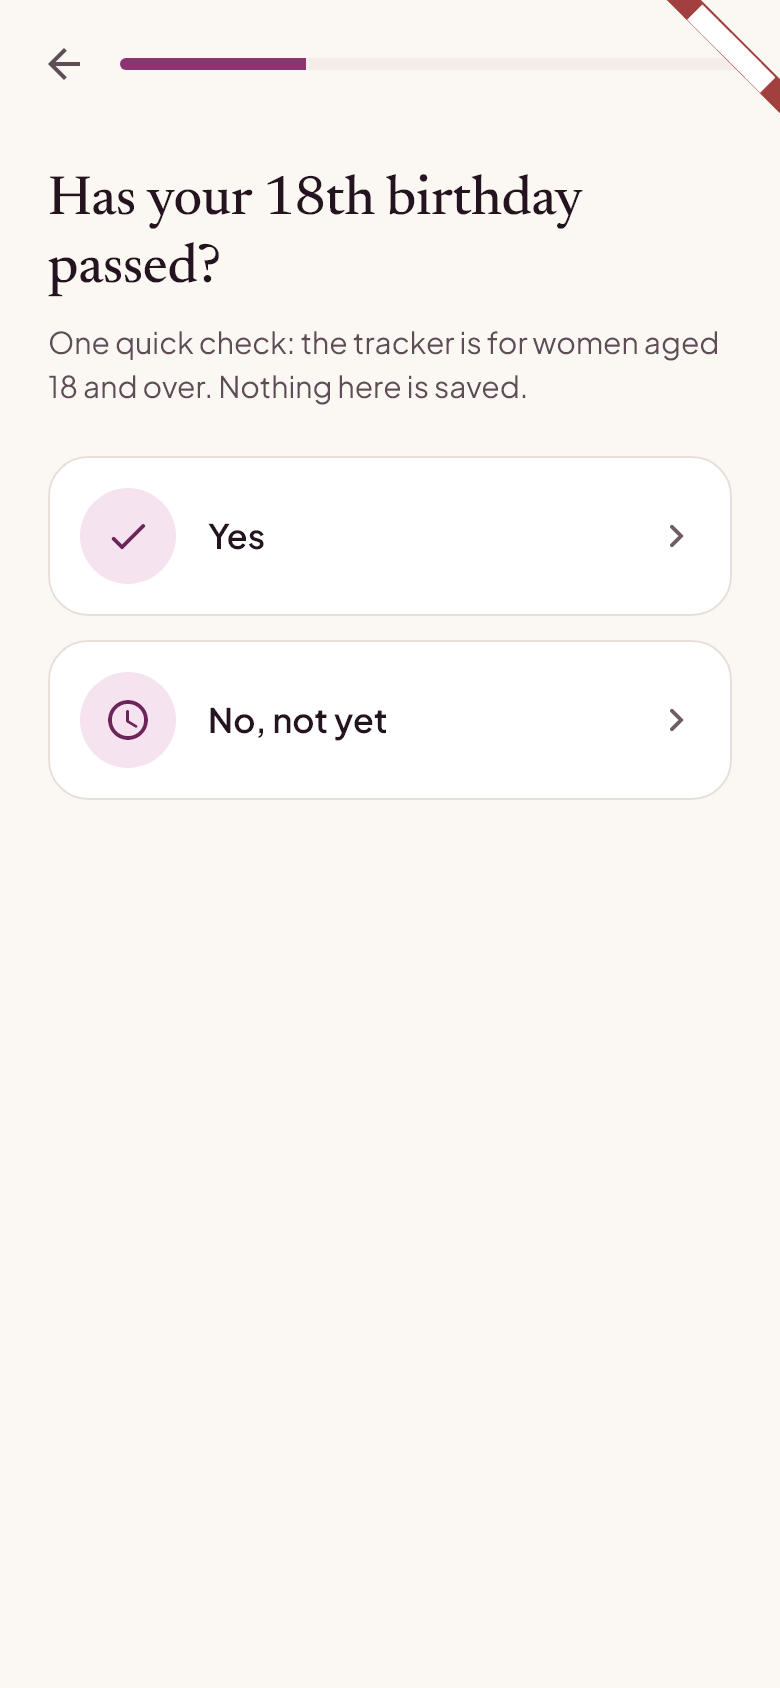 Has your 18th birthday
passed?
One quick check: the tracker is for women aged
18 and over. Nothing here is saved.
Yes
No, not yet